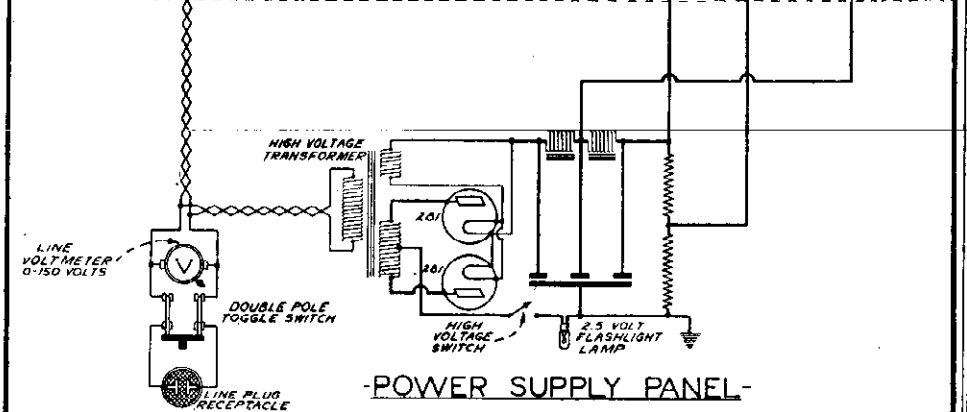 HIGH VOLTAGE
TRANSFORMER
281
281
LINE
VOLTMETER
0-150 VOLTS
V
DOUBLE POLE
TOGGLE SWITCH
HIGH
VOLTAGE
SWITCH
2.5 VOLT
FLASHLIGHT
LAMP
LINE PLUG
RECEPTACLE
-POWER SUPPLY PANEL-